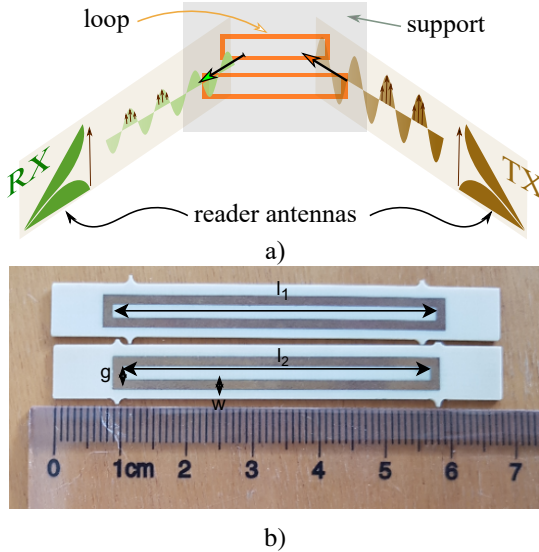 loop
support
RX
TX
reader antennas
a)
l1
l2
g
w
0 1cm 2 3 4 5 6 7
b)